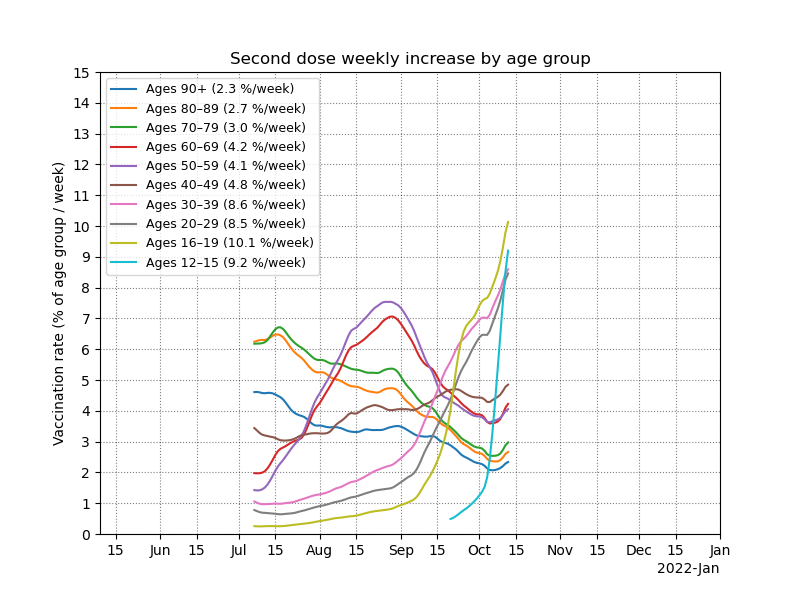 Second dose weekly increase by age group
Vaccination rate (% of age group / week)
15
14
13
12
11
10
9
8
7
6
5
4
3
2
1
0
Ages 90+ (2.3 %/week)
Ages 80–89 (2.7 %/week)
Ages 70–79 (3.0 %/week)
Ages 60–69 (4.2 %/week)
Ages 50–59 (4.1 %/week)
Ages 40–49 (4.8 %/week)
Ages 30–39 (8.6 %/week)
Ages 20–29 (8.5 %/week)
Ages 16–19 (10.1 %/week)
Ages 12–15 (9.2 %/week)
15 Jun 15 Jul 15 Aug 15 Sep 15 Oct 15 Nov 15 Dec 15 Jan
2022-Jan